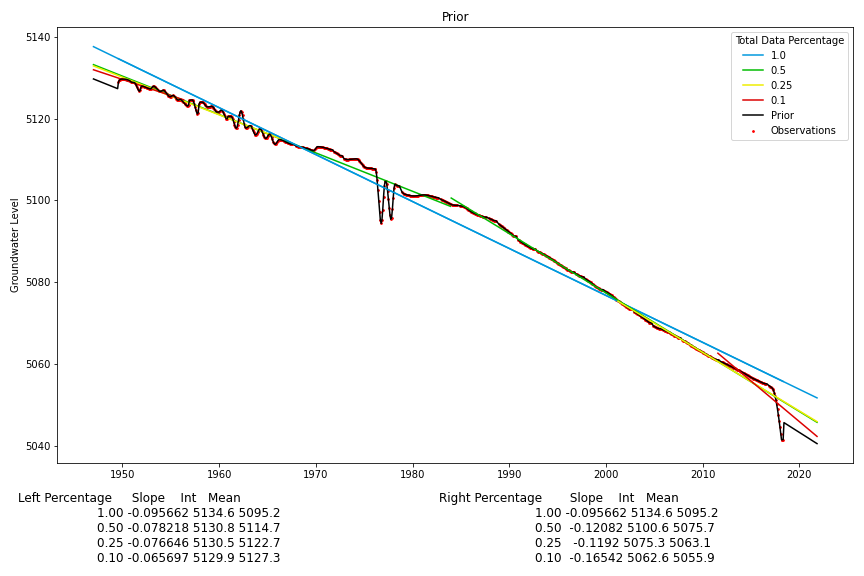 Prior
5140
5120
5100
5080
5060
5040
Groundwater Level
Total Data Percentage
1.0
0.5
0.25
0.1
Prior
Observations
1950 1960 1970 1980 1990 2000 2010 2020
Left Percentage Slope Int Mean
1.00 -0.095662 5134.6 5095.2
0.50 -0.078218 5130.8 5114.7
0.25 -0.076646 5130.5 5122.7
0.10 -0.065697 5129.9 5127.3
Right Percentage Slope Int Mean
1.00 -0.095662 5134.6 5095.2
0.50 -0.12082 5100.6 5075.7
0.25 -0.1192 5075.3 5063.1
0.10 -0.16542 5062.6 5055.9